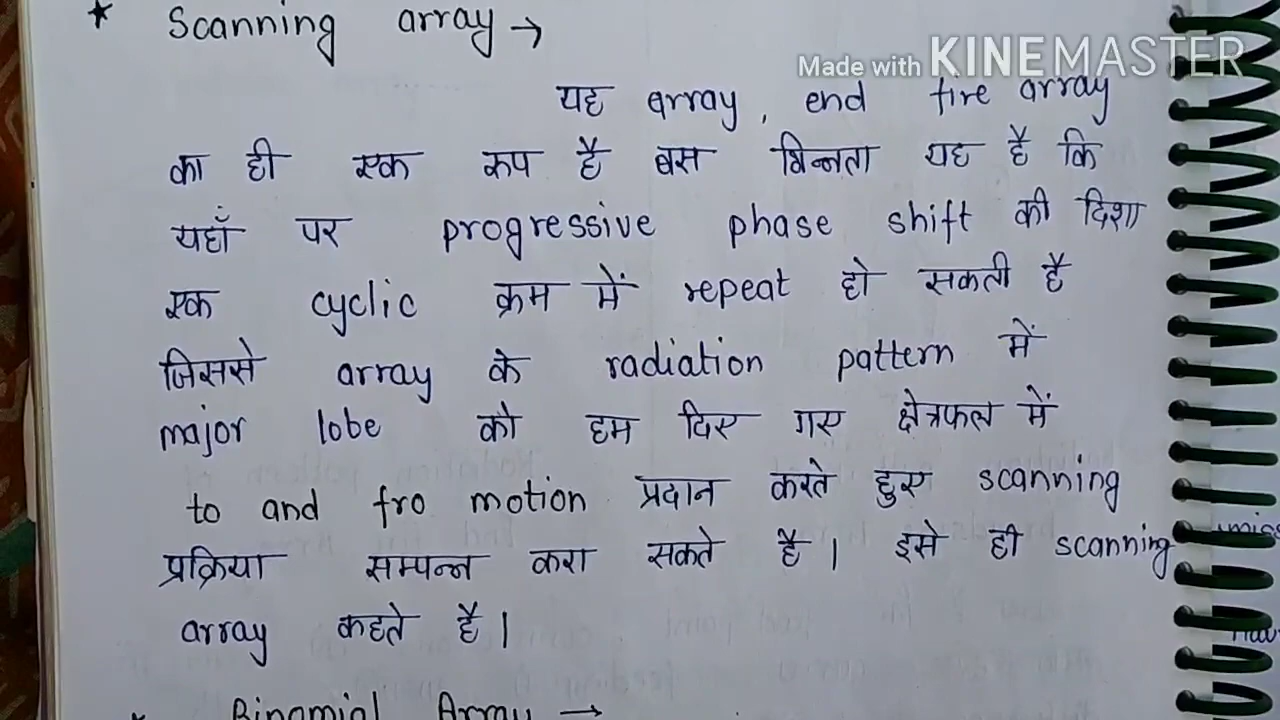 * Scanning array →
Made with KINEMASTER
यह array, end fire array
का ही एक रूप है बस भिन्नता यह है कि
यहाँ पर progressive phase shift की दिशा
एक cyclic क्रम में repeat हो सकती है
जिससे array के radiation pattern में
major lobe को हम दिए गए क्षेत्रफल में
to and fro motion प्रदान करते हुए scanning
प्रक्रिया सम्पन्न करा सकते है। इसे ही scanning
array कहते है।
* Binomial Array →